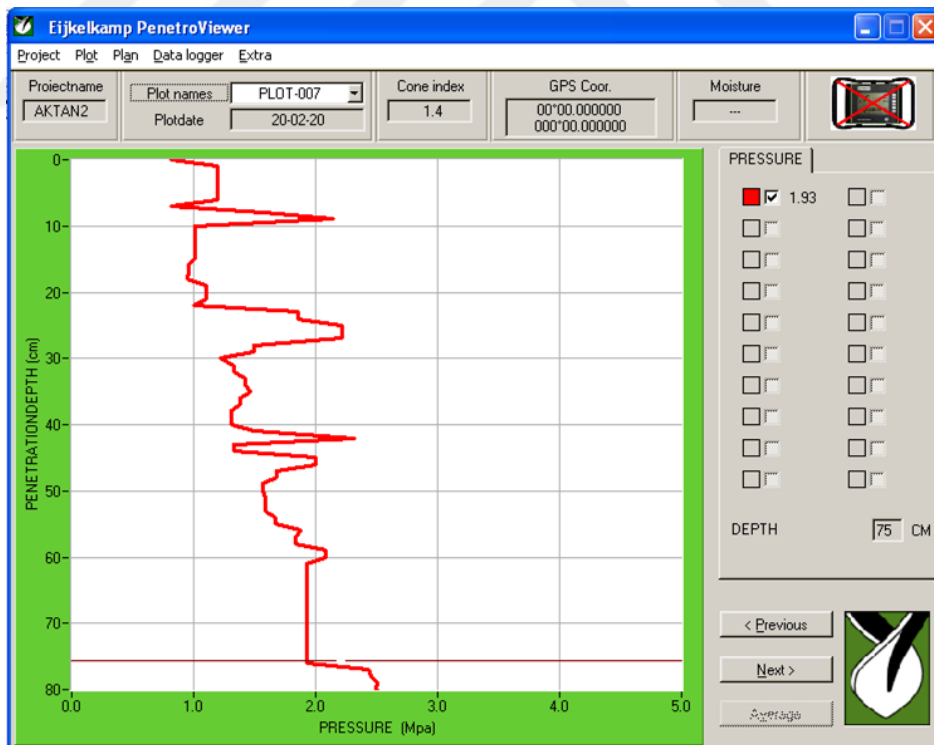 Eijkelkamp PenetroViewer
Project Plot Plan Data logger Extra
Projectname
AKTAN2
Plot names PLOT-007
Plotdate 20-02-20
Cone index
1.4
GPS Coor.
00°00.000000
000°00.000000
Moisture
---
PRESSURE
1.93
DEPTH 75 CM
< Previous
Next >
Average
PENETRATIONDEPTH (cm)
0
10
20
30
40
50
60
70
80
0.0 1.0 2.0 3.0 4.0 5.0
PRESSURE (Mpa)